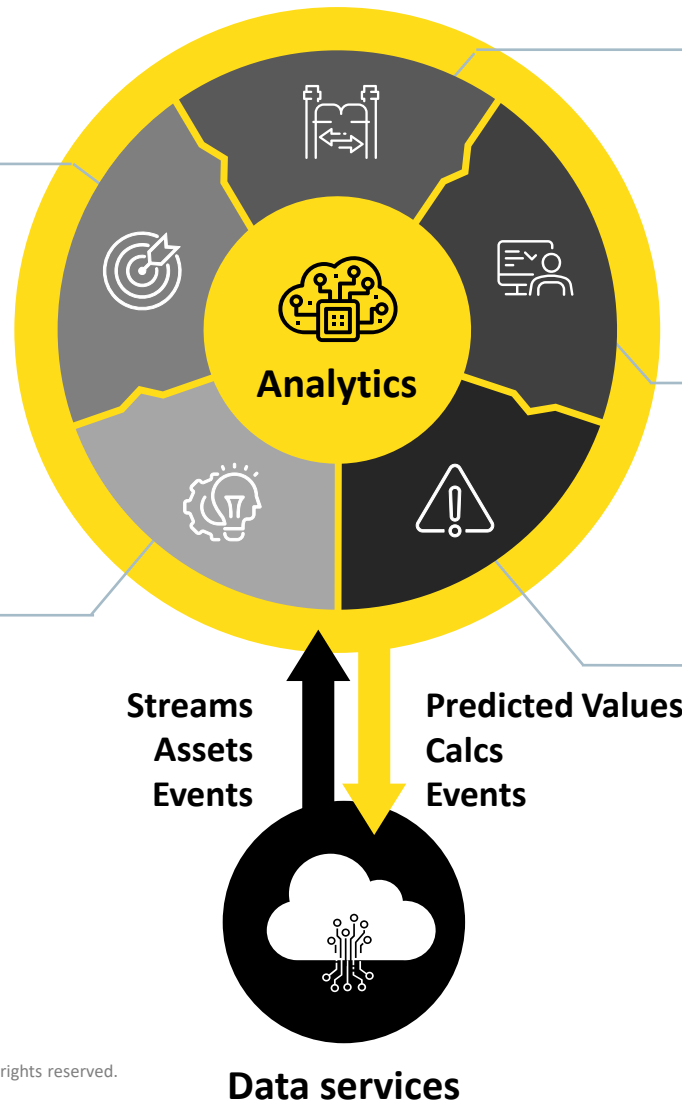 Analytics
Streams
Assets
Events
Predicted Values
Calcs
Events
rights reserved.
Data services